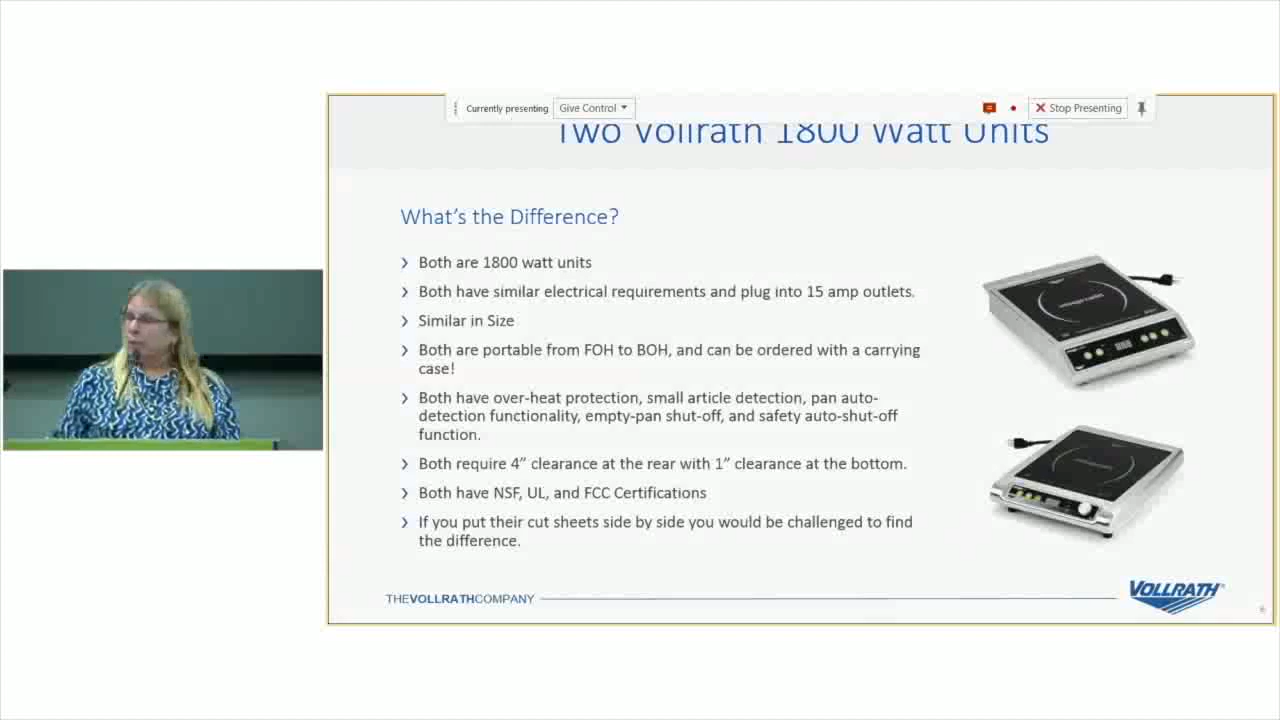 Currently presenting Give Control Stop Presenting
Two Vollrath 1800 Watt Units
What's the Difference?
Both are 1800 watt units
Both have similar electrical requirements and plug into 15 amp outlets.
Similar in Size
Both are portable from FOH to BOH, and can be ordered with a carrying
case!
Both have over-heat protection, small article detection, pan auto-
detection functionality, empty-pan shut-off, and safety auto-shut-off
function.
Both require 4” clearance at the rear with 1” clearance at the bottom.
Both have NSF, UL, and FCC Certifications
If you put their cut sheets side by side you would be challenged to find
the difference.
THEVOLLRATHCOMPANY
VOLLRATH